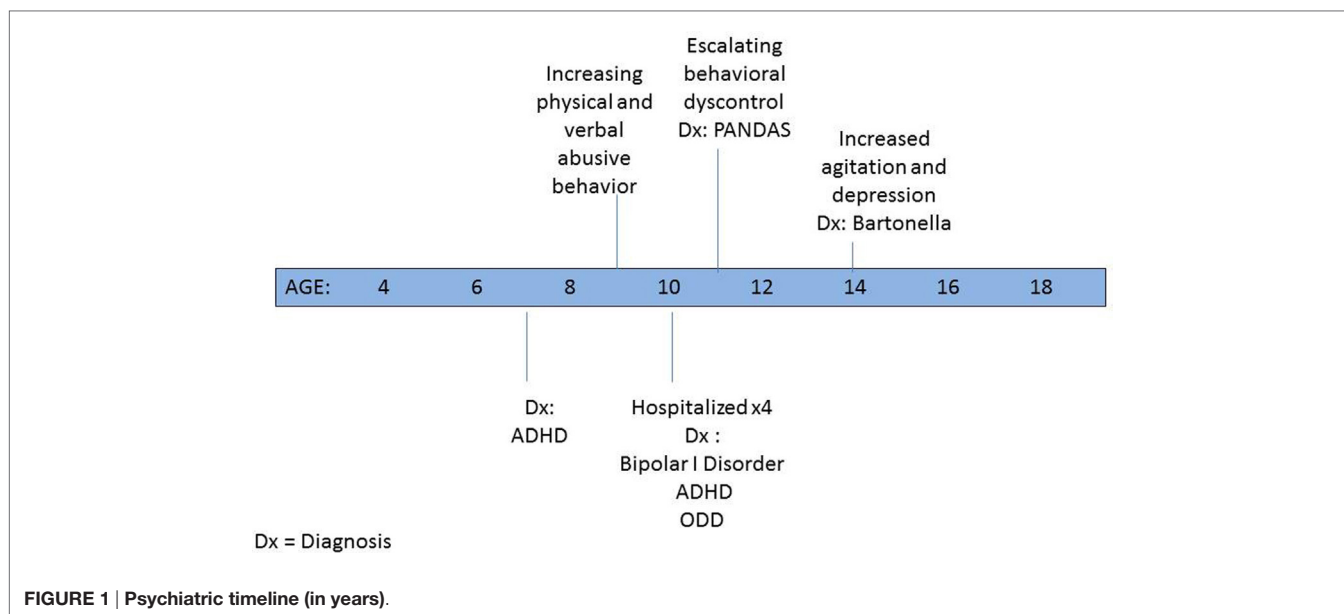 Increasing
physical and
verbal
abusive
behavior
Escalating
behavioral
dyscontrol
Dx: PANDAS
Increased
agitation and
depression
Dx: Bartonella
AGE: 4 6 8 10 12 14 16 18
Dx:
ADHD
Hospitalized x4
Dx :
Bipolar I Disorder
ADHD
ODD
Dx = Diagnosis
FIGURE 1 | Psychiatric timeline (in years).